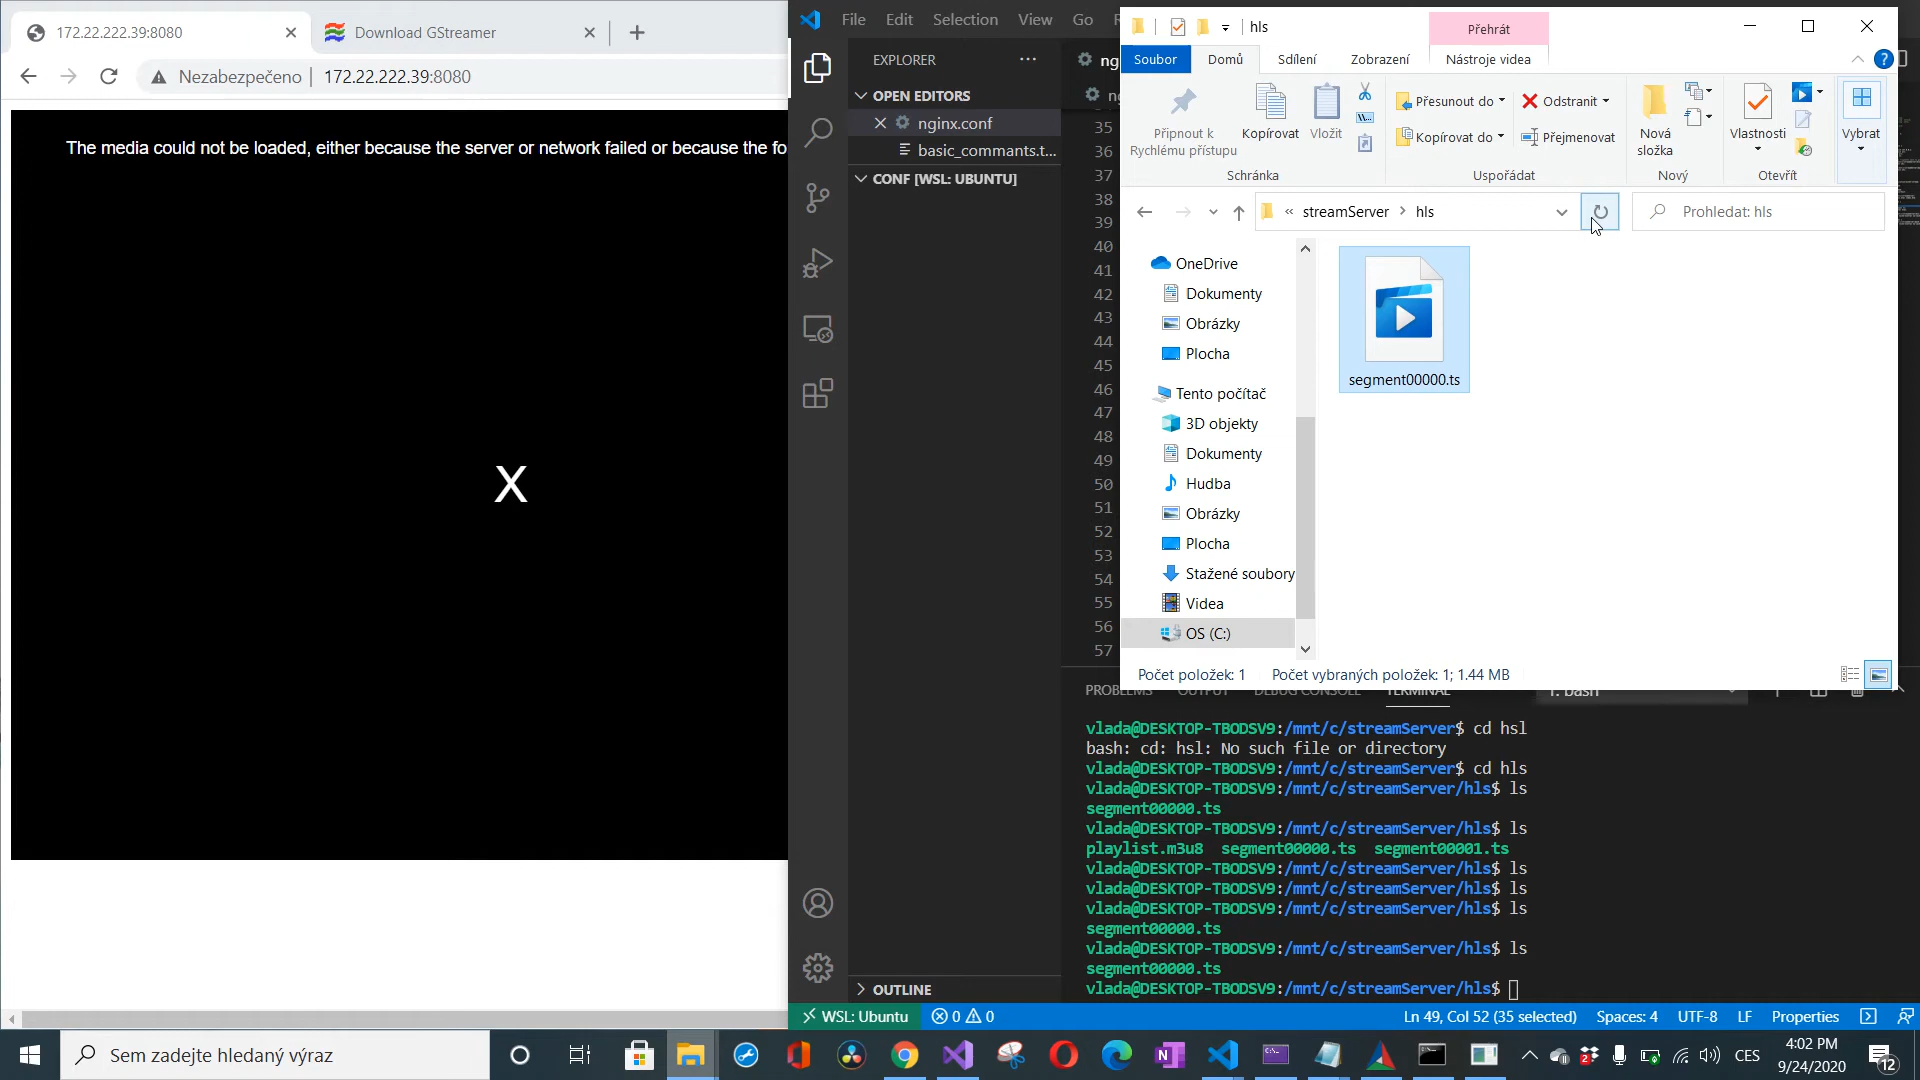 172.22.222.39:8080
Download GStreamer
Nezabezpečeno
172.22.222.39:8080
The media could not be loaded, either because the server or network failed or because the fo
X
File Edit Selection View Go
EXPLORER
OPEN EDITORS
nginx.conf
basic_commants.t...
CONF [WSL: UBUNTU]
OUTLINE
ng
35
36
37
38
39
40
41
42
43
44
45
46
47
48
49
50
51
52
53
54
55
56
57
hls
Přehrát
Soubor
Domů
Sdílení
Zobrazení
Nástroje videa
Připnout k
Rychlému přístupu
Kopírovat
Vložit
Přesunout do
Kopírovat do
Odstranit
Přejmenovat
Nová
složka
Vlastnosti
Vybrat
Schránka
Uspořádat
Nový
Otevřít
« streamServer > hls
Prohledat: hls
OneDrive
Dokumenty
Obrázky
Plocha
Tento počítač
3D objekty
Dokumenty
Hudba
Obrázky
Plocha
Stažené soubory
Videa
OS (C:)
segment00000.ts
Počet položek: 1
Počet vybraných položek: 1; 1.44 MB
PROBLEMS OUTPUT DEBUG CONSOLE TERMINAL
1: bash
vlada@DESKTOP-TBODSV9:/mnt/c/streamServer$ cd hsl
bash: cd: hsl: No such file or directory
vlada@DESKTOP-TBODSV9:/mnt/c/streamServer$ cd hls
vlada@DESKTOP-TBODSV9:/mnt/c/streamServer/hls$ ls
segment00000.ts
vlada@DESKTOP-TBODSV9:/mnt/c/streamServer/hls$ ls
playlist.m3u8 segment00000.ts segment00001.ts
vlada@DESKTOP-TBODSV9:/mnt/c/streamServer/hls$ ls
vlada@DESKTOP-TBODSV9:/mnt/c/streamServer/hls$ ls
vlada@DESKTOP-TBODSV9:/mnt/c/streamServer/hls$ ls
segment00000.ts
vlada@DESKTOP-TBODSV9:/mnt/c/streamServer/hls$ ls
segment00000.ts
vlada@DESKTOP-TBODSV9:/mnt/c/streamServer/hls$
WSL: Ubuntu
0 0
Ln 49, Col 52 (35 selected)
Spaces: 4
UTF-8
LF
Properties
Sem zadejte hledaný výraz
CES
4:02 PM
9/24/2020
12